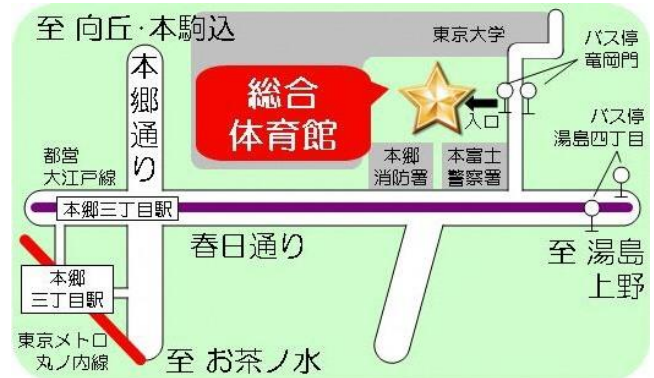 至 向丘・本駒込
東京大学
バス停
竜岡門
本郷通り
総合
体育館
入口
バス停
湯島四丁目
都営
大江戸線
本郷
消防署
本富士
警察署
本郷三丁目駅
春日通り
至 湯島
上野
本郷
三丁目駅
東京メトロ
丸ノ内線
至 お茶ノ水